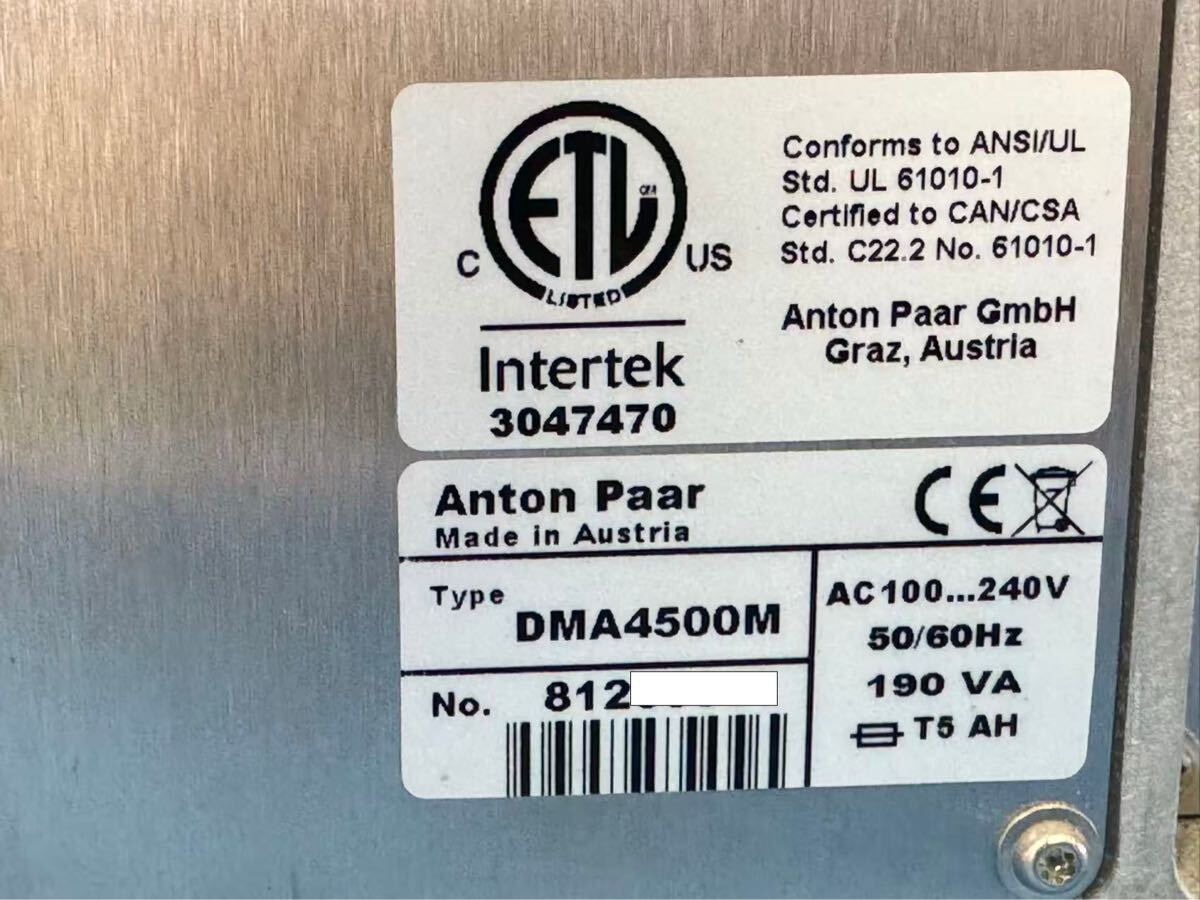 ETL
CM
C
US
LISTED
Intertek
3047470
Conforms to ANSI/UL
Std. UL 61010-1
Certified to CAN/CSA
Std. C22.2 No. 61010-1
Anton Paar GmbH
Graz, Austria
Anton Paar
Made in Austria
CE
Type
DMA4500M
No. 812
AC100...240V
50/60Hz
190 VA
T5 AH